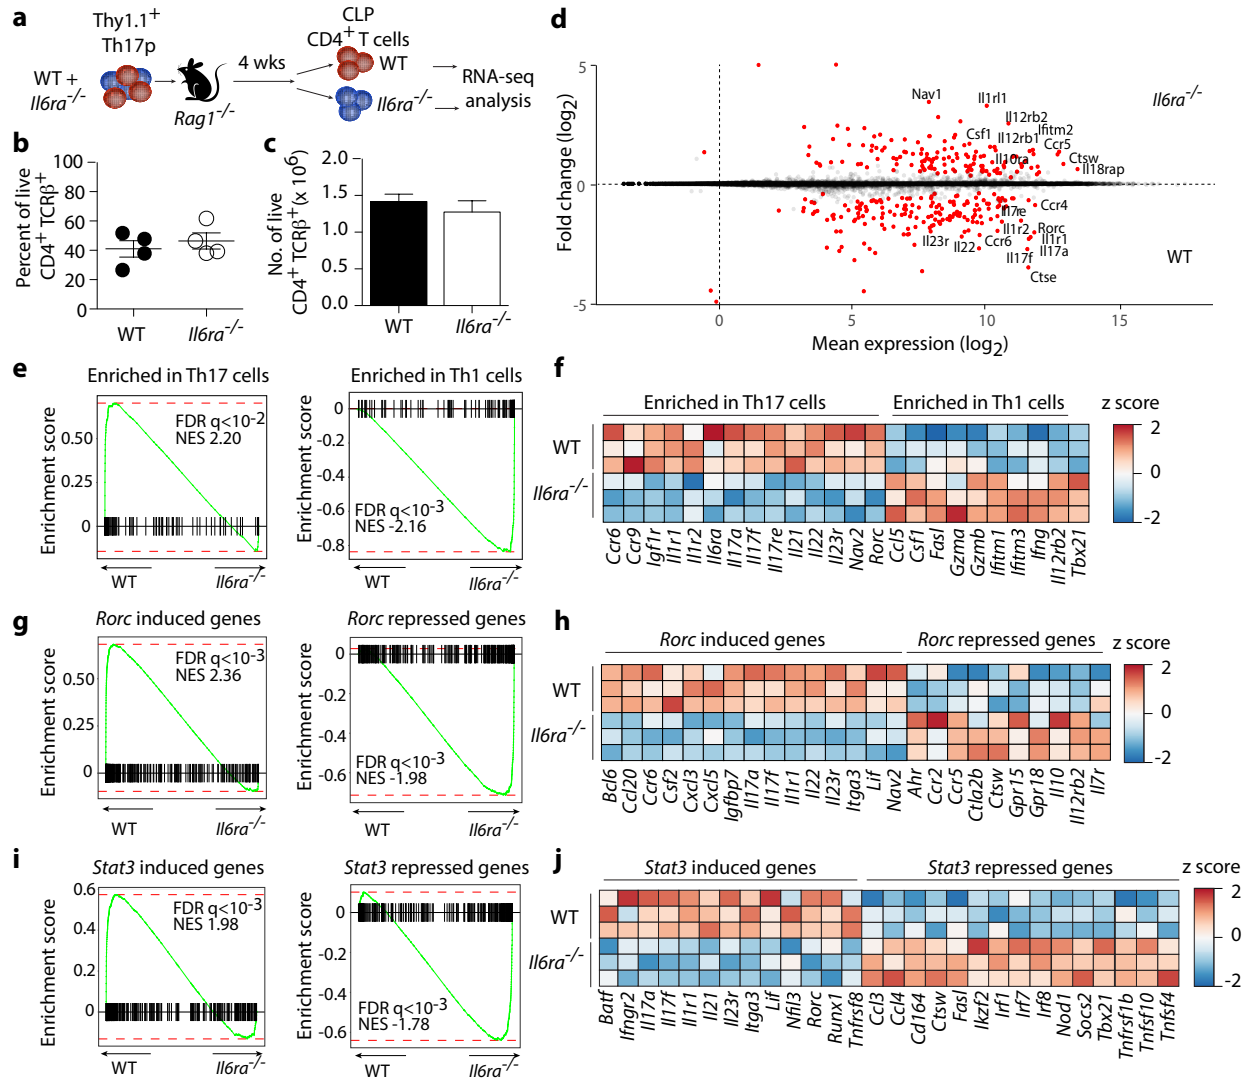 a
Thy1.1+
Th17p
WT +
Il6ra-/-
Rag1-/-
4 wks
CLP
CD4+ T cells
WT
Il6ra-/-
RNA-seq
analysis
b
Percent of live
CD4+ TCRβ+
100
80
60
40
20
0
WT
Il6ra-/-
c
No. of live
CD4+ TCRβ+(x 10^6)
2.0
1.5
1.0
0.5
0.0
WT
Il6ra-/-
d
Fold change (log2)
5
0
-5
Nav1
Il1rl1
Il12rb2
Csf1
Il12rb1
Ifitm2
Ccr5
Il10ra
Ctsw
Il18rap
Il7re
Ccr4
Il1r2
Rorc
Il23r
Il22
Ccr6
Il1r1
Il17a
Il17f
Ctse
Il6ra-/-
WT
0
5
10
15
Mean expression (log2)
e
Enriched in Th17 cells
Enrichment score
0.50
0.25
0
FDR q<10-2
NES 2.20
WT
Il6ra-/-
Enriched in Th1 cells
Enrichment score
0
-0.2
-0.4
-0.6
-0.8
FDR q<10-3
NES -2.16
WT
Il6ra-/-
f
Enriched in Th17 cells
Enriched in Th1 cells
z score
WT
Il6ra-/-
2
0
-2
Ccr6
Ccr9
Igf1r
Il1r1
Il1r2
Il6ra
Il17a
Il17f
Il17re
Il21
Il22
Il23r
Nav2
Rorc
Ccl5
Csf1
Fasl
Gzma
Gzmb
Ifitm1
Ifitm3
Ifng
Il12rb2
Tbx21
g
Rorc induced genes
Enrichment score
0.50
0.25
0
FDR q<10-3
NES 2.36
WT
Il6ra-/-
Rorc repressed genes
Enrichment score
0
-0.2
-0.4
-0.6
FDR q<10-3
NES -1.98
WT
Il6ra-/-
h
Rorc induced genes
Rorc repressed genes
z score
WT
Il6ra-/-
2
0
-2
Bcl6
Ccl20
Ccr6
Csf2
Cxcl3
Cxcl5
Igfbp7
Il17a
Il17f
Il1r1
Il22
Il23r
Itga3
Lif
Nav2
Ahr
Ccr2
Ccr5
Ctla2b
Ctsw
Gpr15
Gpr18
Il10
Il12rb2
Il7r
i
Stat3 induced genes
Enrichment score
0.6
0.4
0.2
0
FDR q<10-3
NES 1.98
WT
Il6ra-/-
Stat3 repressed genes
Enrichment score
0
-0.2
-0.4
-0.6
FDR q<10-3
NES -1.78
WT
Il6ra-/-
j
Stat3 induced genes
Stat3 repressed genes
z score
WT
Il6ra-/-
2
0
-2
Batf
Ifngr2
Il17a
Il17f
Il1r1
Il21
Il23r
Itga3
Lif
Nfil3
Rorc
Runx1
Tnfrsf8
Ccl3
Ccl4
Cd164
Ctsw
Fasl
Ikzf2
Irf1
Irf7
Irf8
Nod1
Socs2
Tbx21
Tnfrsf1b
Tnfsf10
Tnfsf4